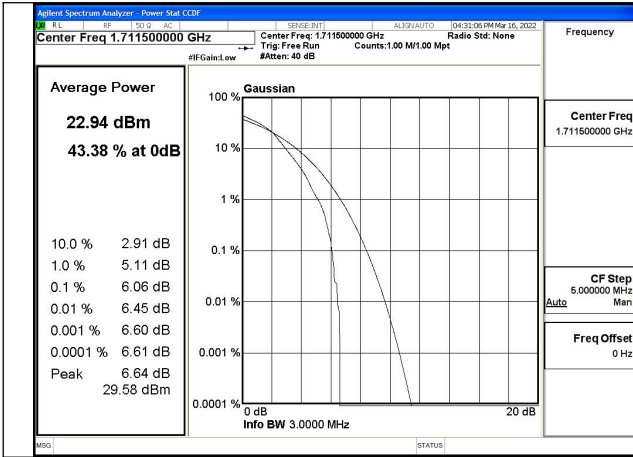 Agilent Spectrum Analyzer - Power Stat CCDF
LXI RL RF 50 Ω AC SENSE:INT ALIGN AUTO 04:31:06 PM Mar 16, 2022
Center Freq 1.711500000 GHz
Center Freq: 1.711500000 GHz Radio Std: None
Trig: Free Run Counts:1.00 M/1.00 Mpt
#IFGain:Low #Atten: 40 dB
Frequency
Average Power
22.94 dBm
43.38 % at 0dB
10.0 % 2.91 dB
1.0 % 5.11 dB
0.1 % 6.06 dB
0.01 % 6.45 dB
0.001 % 6.60 dB
0.0001 % 6.61 dB
Peak 6.64 dB
29.58 dBm
Gaussian
100 %
10 %
1 %
0.1 %
0.01 %
0.001 %
0.0001 %
0 dB 20 dB
Info BW 3.0000 MHz
Center Freq
1.711500000 GHz
CF Step
5.000000 MHz
Auto Man
Freq Offset
0 Hz
MSG STATUS